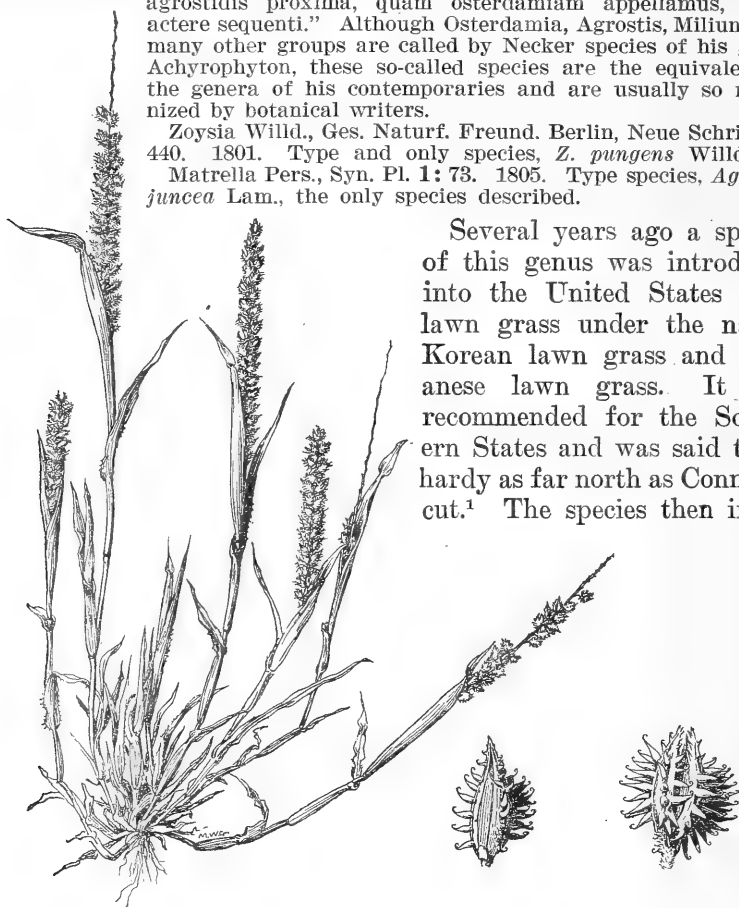 agrostidis proxima, quam osterdamiam appellamus,
actere sequenti.” Although Osterdamia, Agrostis, Milium
many other groups are called by Necker species of his
Achyrophyton, these so-called species are the equivale
the genera of his contemporaries and are usually so
nized by botanical writers.
Zoysia Willd., Ges. Naturf. Freund. Berlin, Neue Schri
440. 1801. Type and only species, Z. pungens Willd
Matrella Pers., Syn. Pl. 1: 73. 1805. Type species, Ag
juncea Lam., the only species described.
Several years ago a sp
of this genus was introd
into the United States
lawn grass under the n
Korean lawn grass and
anese lawn grass. It
recommended for the So
ern States and was said t
hardy as far north as Conn
cut.¹ The species then i